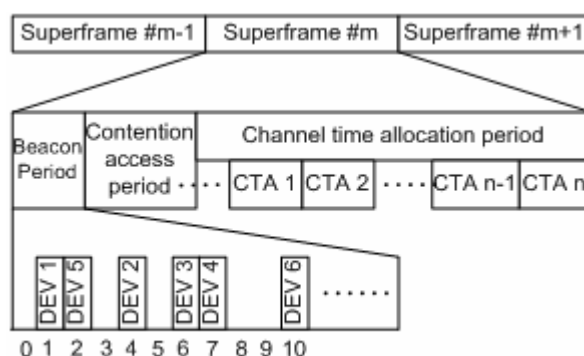 Superframe #m-1 Superframe #m Superframe #m+1
Beacon
Period
Contention
access
period
Channel time allocation period
CTA 1 CTA 2 CTA n-1 CTA n
DEV 1 DEV 5 DEV 2 DEV 3 DEV 4 DEV 6
0 1 2 3 4 5 6 7 8 9 10